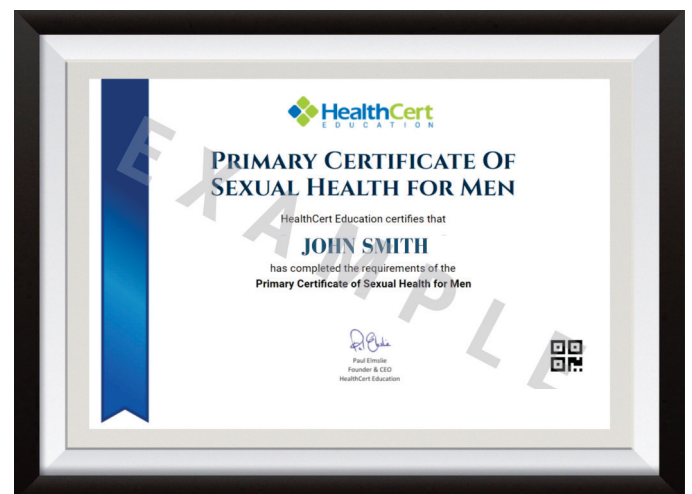 HealthCert
EDUCATION
PRIMARY CERTIFICATE OF
SEXUAL HEALTH FOR MEN
HealthCert Education certifies that
JOHN SMITH
has completed the requirements of the
Primary Certificate of Sexual Health for Men
Paul Elmslie
Founder & CEO
HealthCert Education
EXAMPLE